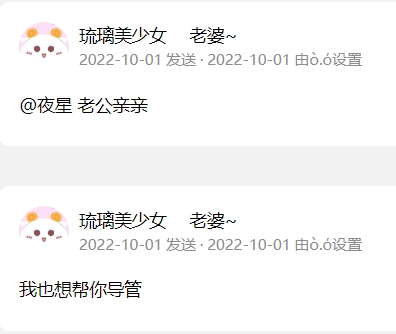 琉璃美少女 老婆~
2022-10-01 发送 · 2022-10-01 由ò.ó设置
@夜星 老公亲亲
琉璃美少女 老婆~
2022-10-01 发送 · 2022-10-01 由ò.ó设置
我也想帮你导管